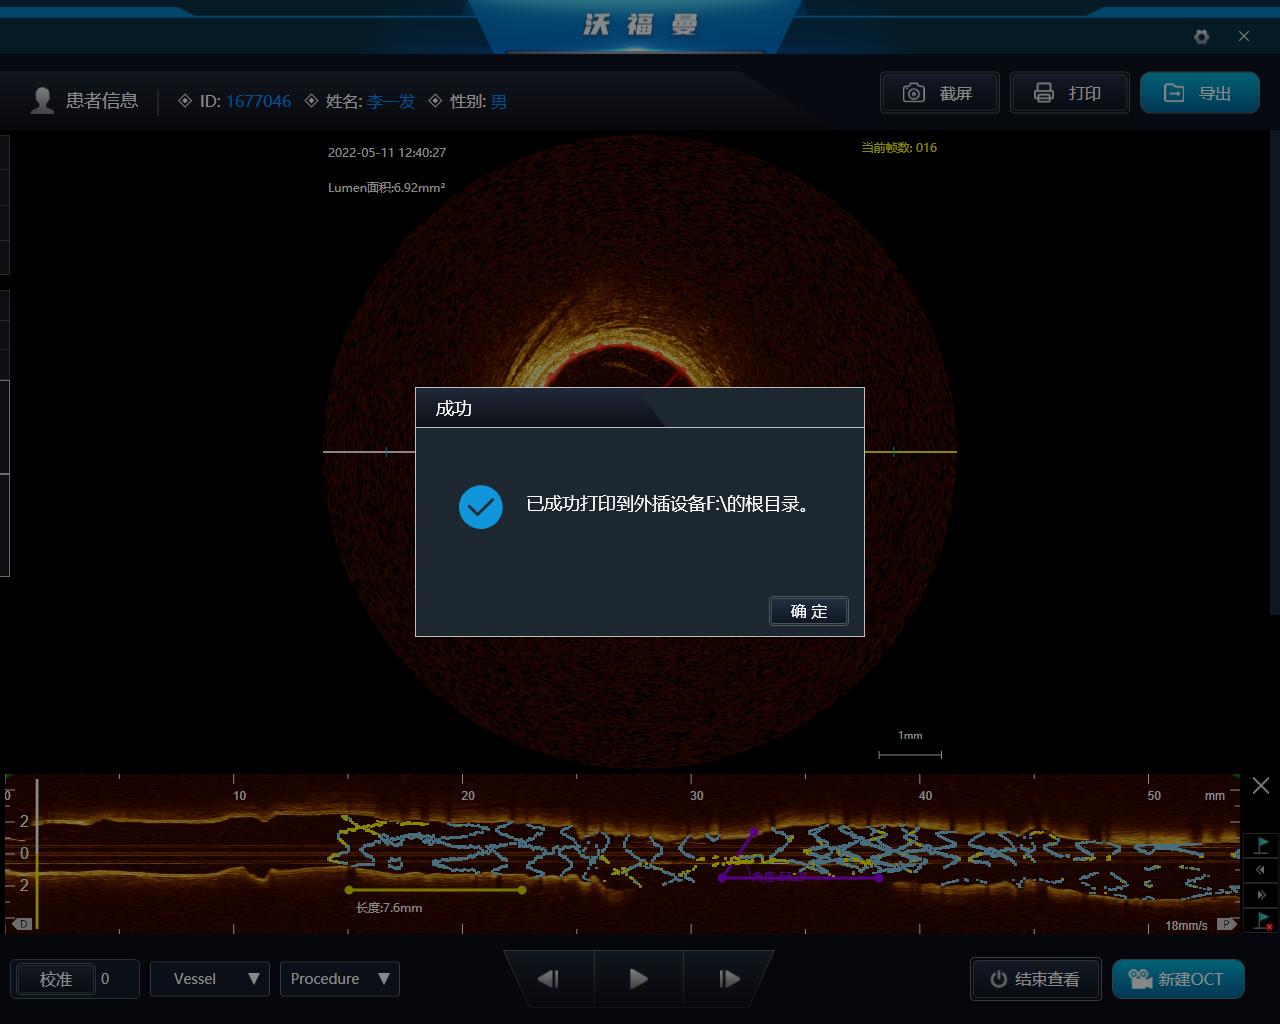 沃福曼
患者信息
ID: 1677046
姓名: 李一发
性别: 男
截屏
打印
导出
2022-05-11 12:40:27
当前帧数: 016
Lumen面积:6.92mm²
成功
已成功打印到外插设备F:\的根目录。
确 定
1mm
0 10 20 30 40 50 mm
2
0
2
长度:7.6mm
D
18mm/s
P
校准 0
Vessel
Procedure
结束查看
新建OCT